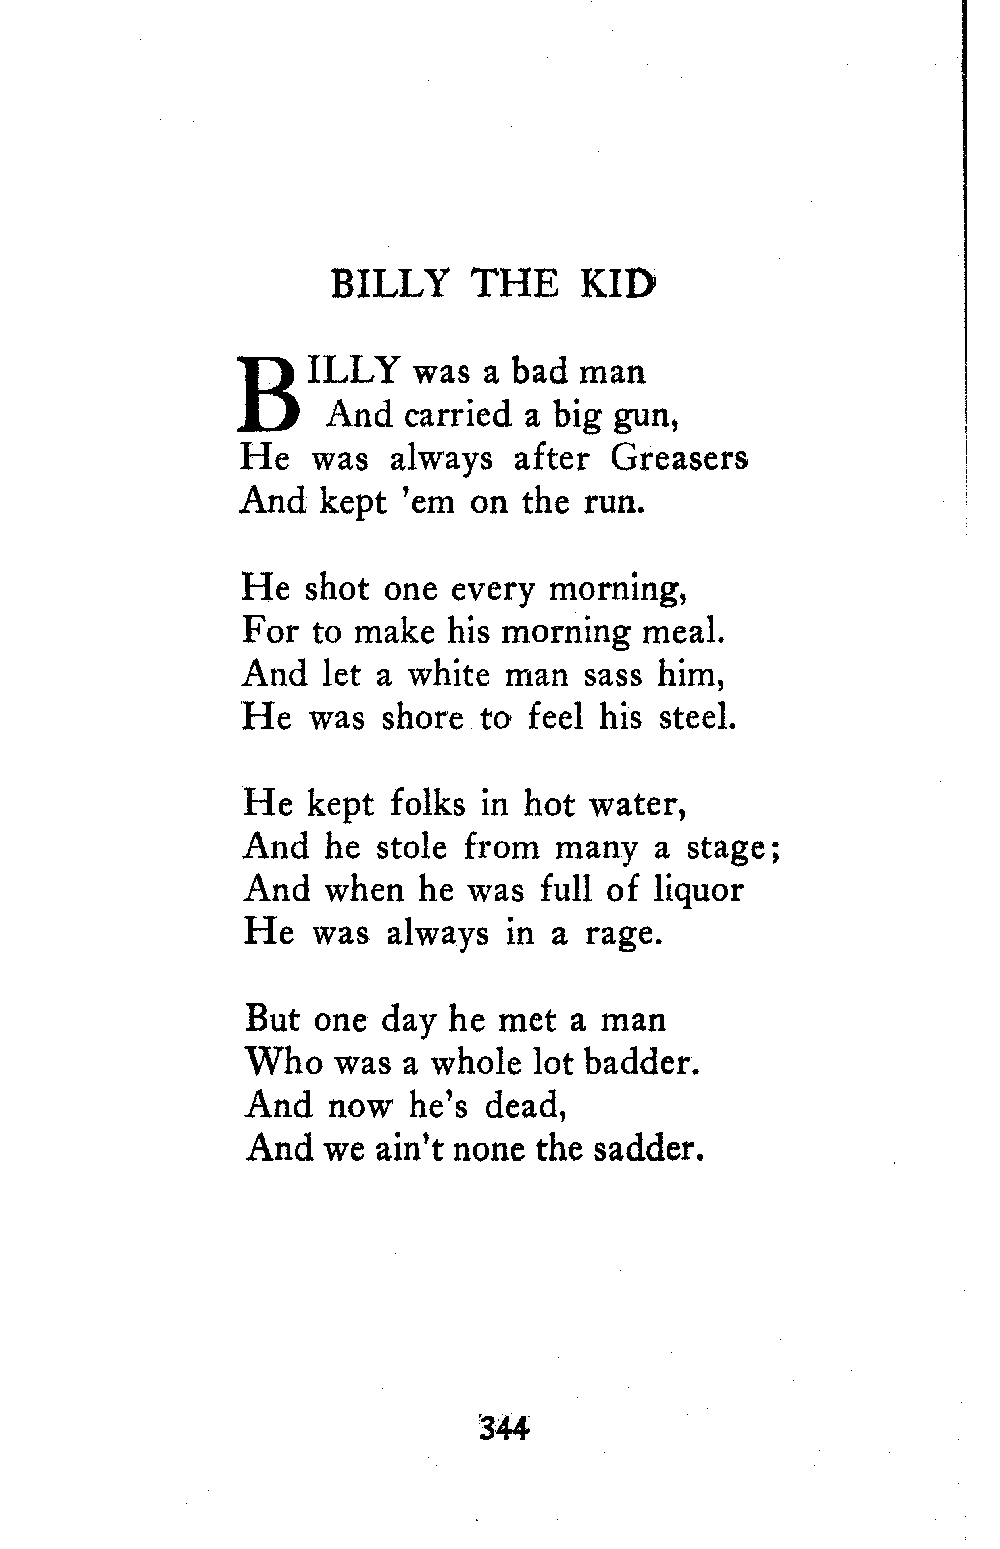 BILLY THE KID
BILLY was a bad man
And carried a big gun,
He was always after Greasers
And kept 'em on the run.
He shot one every morning,
For to make his morning meal.
And let a white man sass him,
He was shore to feel his steel.
He kept folks in hot water,
And he stole from many a stage;
And when he was full of liquor
He was always in a rage.
But one day he met a man
Who was a whole lot badder.
And now he's dead,
And we ain't none the sadder.
344